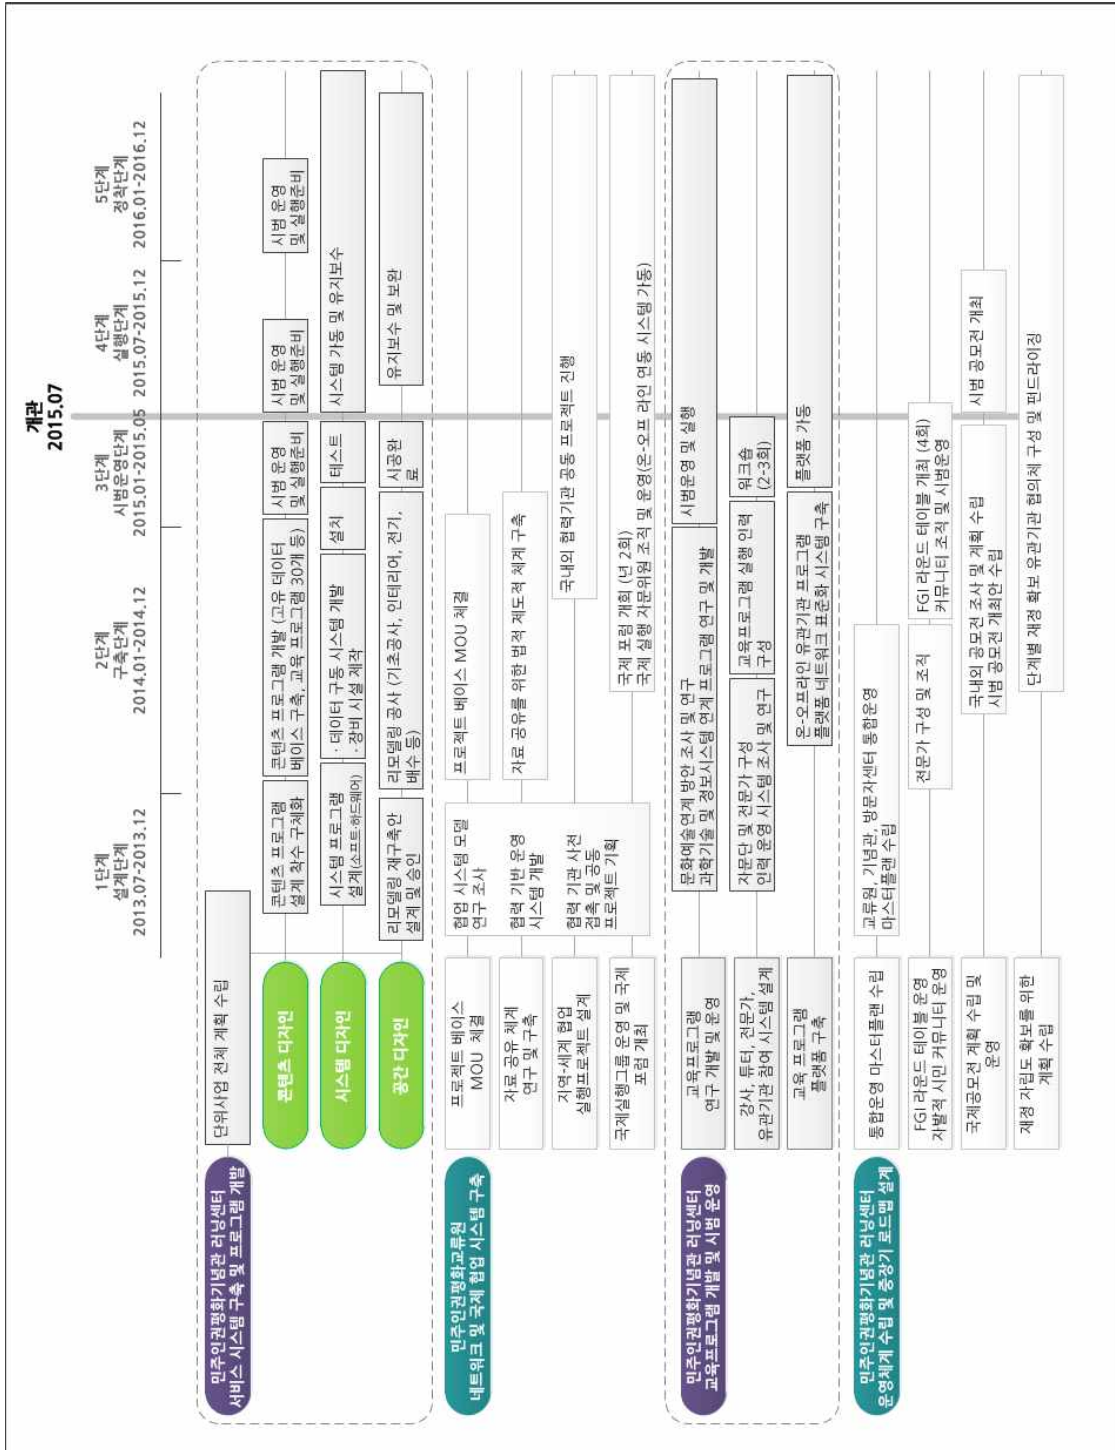 개관
2015.07
1단계
설계단계
2013.07-2013.12
2단계
구축단계
2014.01-2014.12
3단계
시범운영단계
2015.01-2015.05
4단계
실행단계
2015.07-2015.12
5단계
정착단계
2016.01-2016.12
민주인권평화기념관 러닝센터
서비스 시스템 구축 및 프로그램 개발
단위사업 전체 계획 수립
콘텐츠 디자인
콘텐츠 프로그램
설계 착수 구체화
콘텐츠 프로그램 개발 (고유 데이터
베이스 구축, 교육 프로그램 30개 등)
시범 운영
및 실행준비
시범 운영
및 실행준비
시범 운영
및 실행준비
시스템 디자인
시스템 프로그램
설계(소프트·하드웨어)
· 데이터 구동 시스템 개발
· 장비 시설 제작
설치
테스트
시스템 가동 및 유지보수
공간 디자인
리모델링 재구축안
설계 및 승인
리모델링 공사 (기초공사, 인테리어, 전기,
배수 등)
시공완
료
유지보수 및 보완
민주인권평화교류원
네트워크 및 국제 협업 시스템 구축
프로젝트 베이스
MOU 체결
협업 시스템 모델
연구 조사
프로젝트 베이스 MOU 체결
자료 공유 체계
연구 및 구축
협력 기반 운영
시스템 개발
자료 공유를 위한 법적 제도적 체계 구축
지역-세계 협업
실행프로젝트 설계
협력 기관 사전
접촉 및 공동
프로젝트 기획
국내외 협력기관 공동 프로젝트 진행
국제실행그룹 운영 및 국제
포럼 개최
국제 포럼 개최 (년 2회)
국제 실행 자문위원 조직 및 운영(온-오프 라인 연동 시스템 가동)
민주인권평화기념관 러닝센터
교육프로그램 개발 및 시범 운영
교육프로그램
연구 개발 및 운영
문화예술연계 방안 조사 및 연구
과학기술 및 정보시스템 연계 프로그램 연구 및 개발
시범운영 및 실행
강사, 튜터, 전문가,
유관기관 참여 시스템 설계
자문단 및 전문가 구성
인력 운영 시스템 조사 및 연구
교육프로그램 실행 인력
구성
워크숍
(2-3회)
교육 프로그램
플랫폼 구축
온-오프라인 유관기관 프로그램
플랫폼 네트워크 표준화 시스템 구축
플랫폼 가동
민주인권평화기념관 러닝센터
운영체계 수립 및 중장기 로드맵 설계
통합운영 마스터플랜 수립
교류원, 기념관, 방문자센터 통합운영
마스터플랜 수립
FGI 라운드 테이블 운영
자발적 시민 커뮤니티 운영
전문가 구성 및 조직
FGI 라운드 테이블 개최 (4회)
커뮤니티 조직 및 시범운영
국제공모전 계획 수립 및
운영
국내외 공모전 조사 및 계획 수립
시범 공모전 개최안 수립
시범 공모전 개최
재정 자립도 확보를 위한
계획 수립
단계별 재정 확보 유관기관 협의체 구성 및 펀드라이징